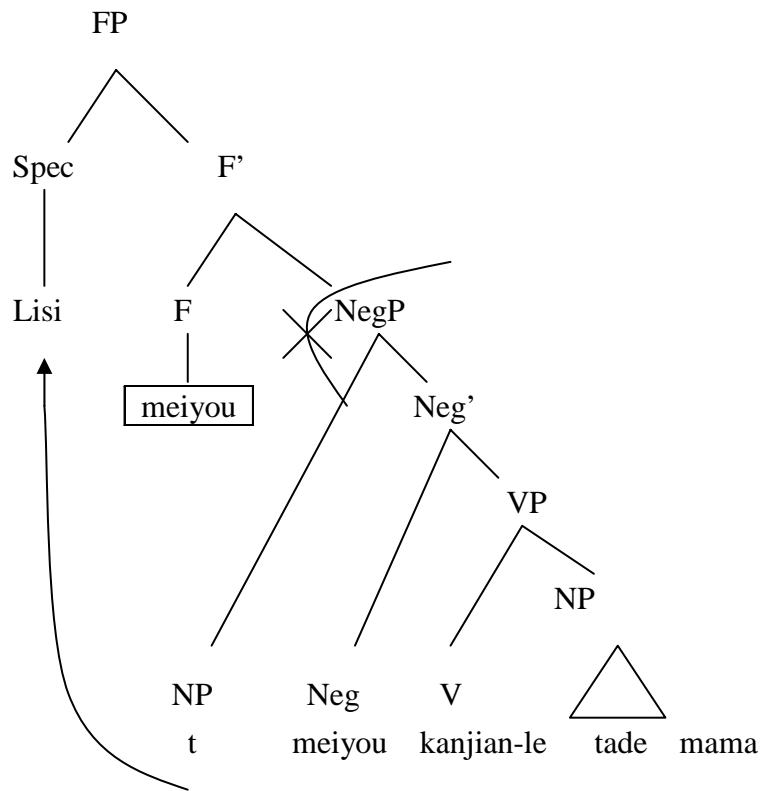 FP
Spec F’
Lisi F NegP
meiyou Neg’
VP
NP
NP Neg V
t meiyou kanjian-le tade mama